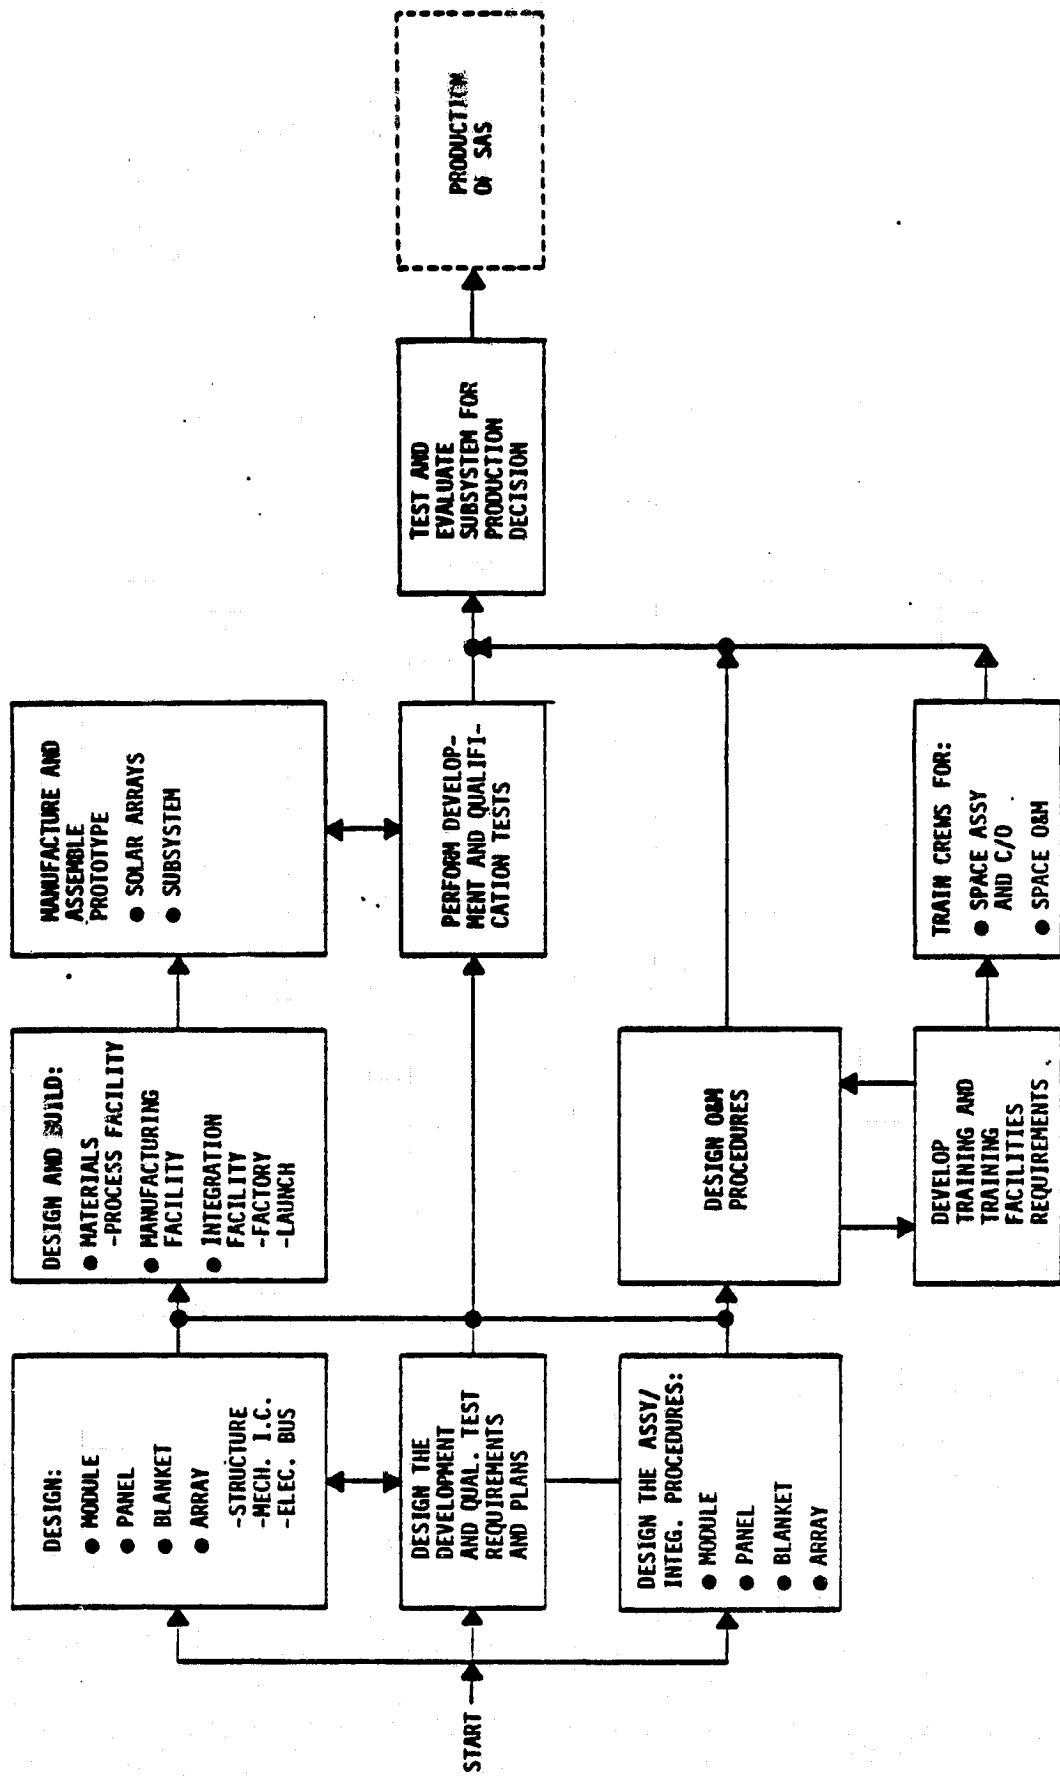 START
DESIGN:
● MODULE
● PANEL
● BLANKET
● ARRAY
-STRUCTURE
-MECH. I.C.
-ELEC. BUS
DESIGN THE
DEVELOPMENT
AND QUAL. TEST
REQUIREMENTS
AND PLANS
DESIGN THE ASSY/
INTEG. PROCEDURES:
● MODULE
● PANEL
● BLANKET
● ARRAY
DESIGN AND BUILD:
● MATERIALS
-PROCESS FACILITY
● MANUFACTURING
FACILITY
● INTEGRATION
FACILITY
-FACTORY
-LAUNCH
DESIGN O&M
PROCEDURES
DEVELOP
TRAINING AND
TRAINING
FACILITIES
REQUIREMENTS
MANUFACTURE AND
ASSEMBLE
PROTOTYPE
● SOLAR ARRAYS
● SUBSYSTEM
PERFORM DEVELOP-
MENT AND QUALIFI-
CATION TESTS
TRAIN CREWS FOR:
● SPACE ASSY
AND C/O
● SPACE O&M
TEST AND
EVALUATE
SUBSYSTEM FOR
PRODUCTION
DECISION
PRODUCTION
OF SAS